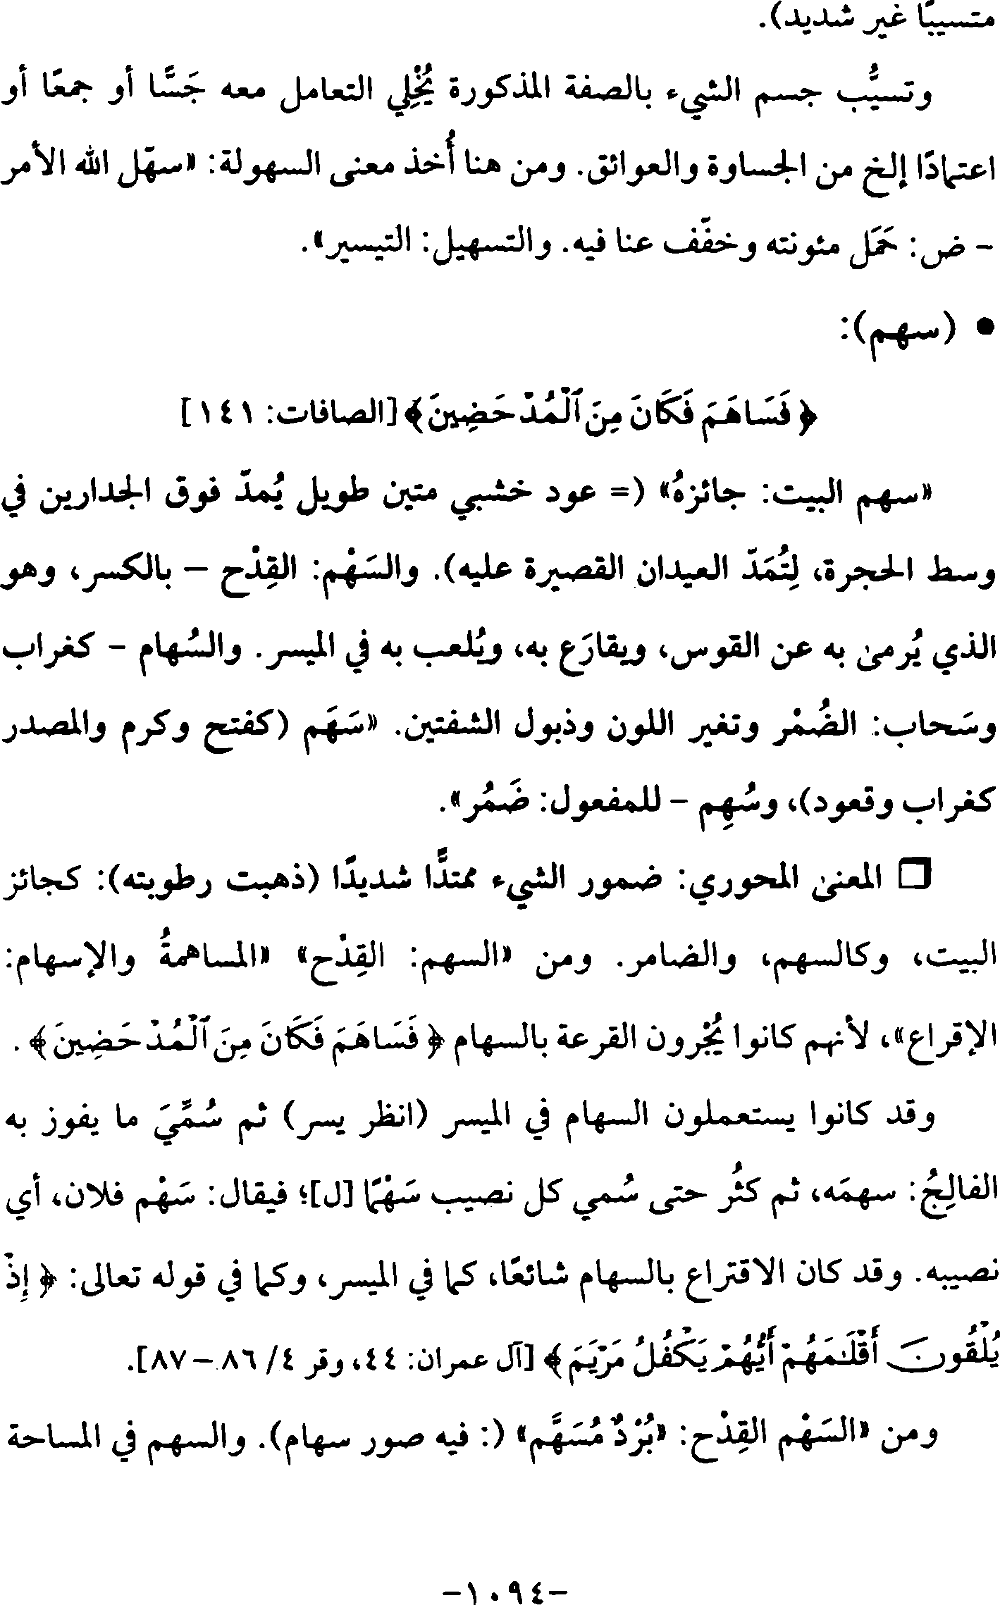 متسيبًا غير شديد).
وتسيُّب جسم الشيء بالصفة المذكورة يُخْلِي التعامل معه جَسًّا أو جمعًا أو
اعتمادًا إلخ من الجساوة والعوائق. ومن هنا أُخذ معنى السهولة: «سهّل الله الأمر
– ض: حَمَل مئونته وخفّف عنا فيه. والتسهيل: التيسير».
• (سهم):
﴿فَسَاهَمَ فَكَانَ مِنَ ٱلْمُدْحَضِينَ﴾ [الصافات: ١٤١]
«سهم البيت: جائزهُ» (= عود خشبي متين طويل يُمدّ فوق الجدارين في
وسط الحجرة، لِتُمَدّ العيدان القصيرة عليه). والسَهْم: القِدْح – بالكسر، وهو
الذي يُرمىٰ به عن القوس، ويقارَع به، ويُلعب به في الميسر. والسُهام – كغراب
وسَحاب: الضُمْر وتغير اللون وذبول الشفتين. «سَهَم (كفتح وكرم والمصدر
كغراب وقعود)، وسُهِم – للمفعول: ضَمُر».
❒ المعنىٰ المحوري: ضمور الشيء ممتدًّا شديدًا (ذهبت رطوبته): كجائز
البيت، وكالسهم، والضامر. ومن «السهم: القِدْح» «المساهمةُ والإسهام:
الإقراع»، لأنهم كانوا يُجْرون القرعة بالسهام ﴿فَسَاهَمَ فَكَانَ مِنَ ٱلْمُدْحَضِينَ﴾.
وقد كانوا يستعملون السهام في الميسر (انظر يسر) ثم سُمِّيَ ما يفوز به
الفالِجُ: سهمَه، ثم كثُر حتى سُمي كل نصيب سَهْمًا [ل]؛ فيقال: سَهْم فلان، أي
نصيبه. وقد كان الاقتراع بالسهام شائعًا، كما في الميسر، وكما في قوله تعالى: ﴿إِذْ
يُلْقُونَ أَقْلَـٰمَهُمْ أَيُّهُمْ يَكْفُلُ مَرْيَمَ﴾ [آل عمران: ٤٤، وقر ٤/ ٨٦ – ٨٧].
ومن «السَهْم القِدْح: «بُرْدٌ مُسَهَّم» (: فيه صور سهام). والسهم في المساحة
–١٠٩٤–